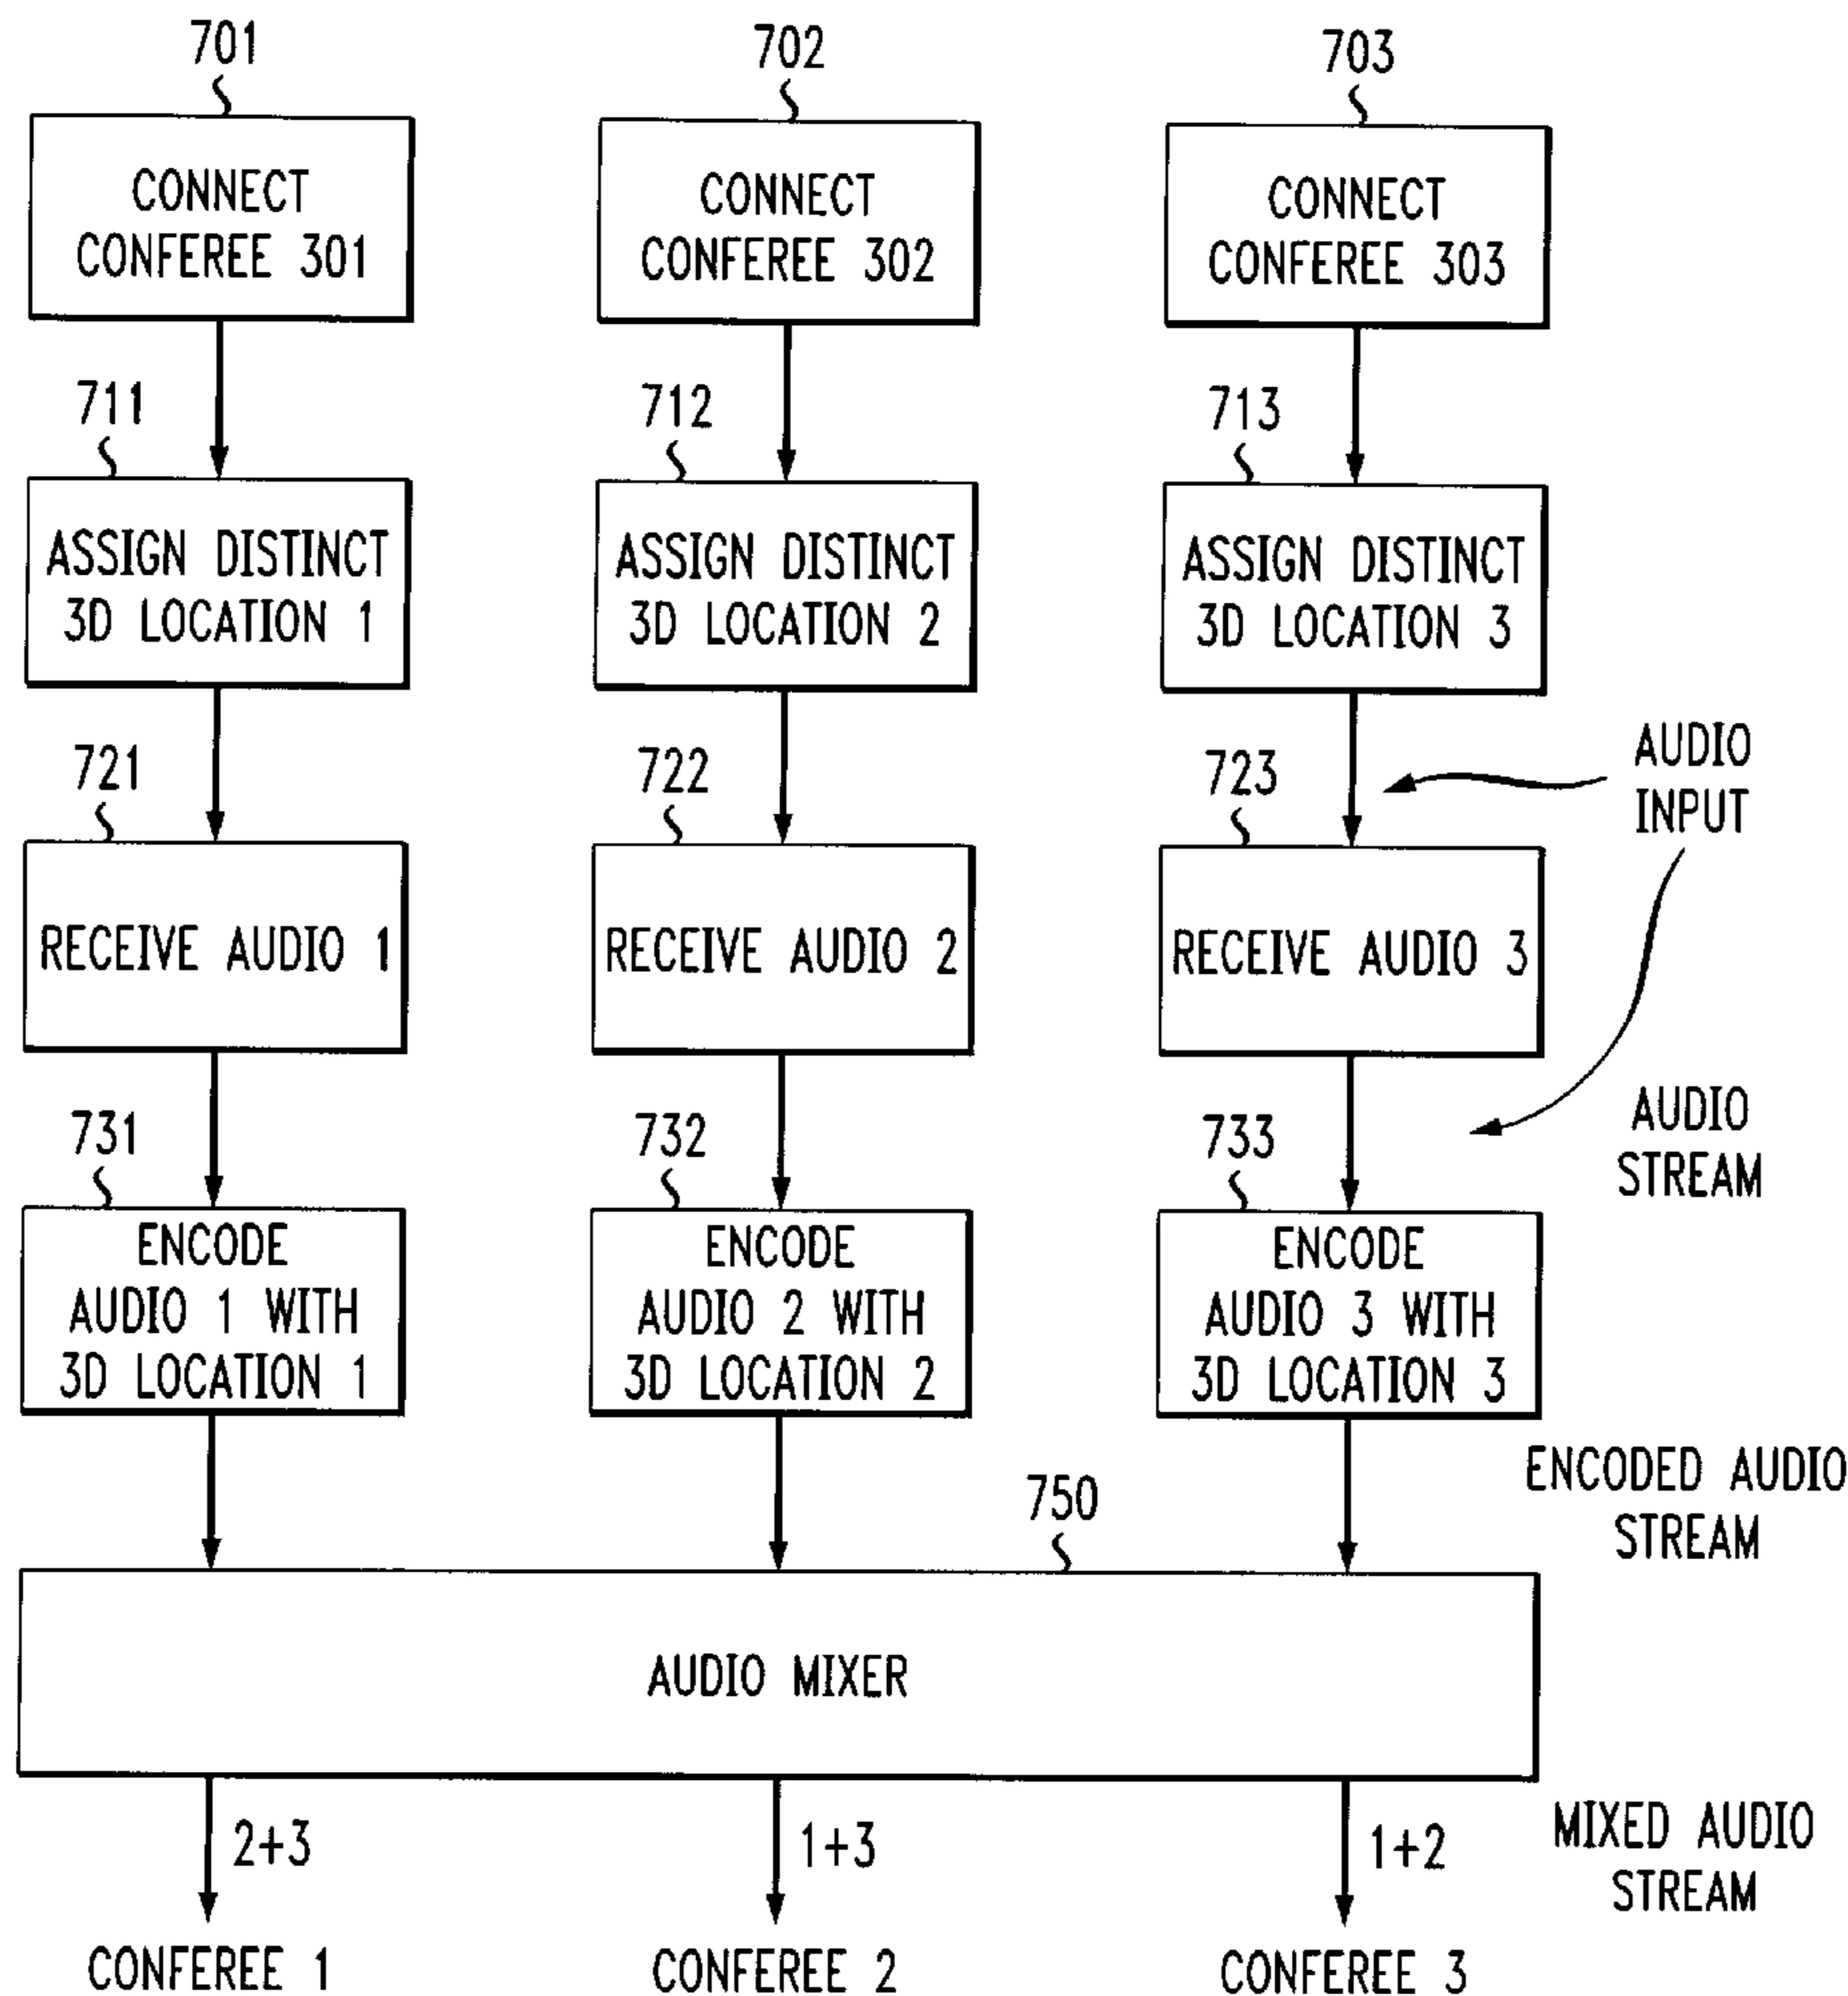 701
702
703
CONNECT
CONFEREE 301
CONNECT
CONFEREE 302
CONNECT
CONFEREE 303
711
712
713
ASSIGN DISTINCT
3D LOCATION 1
ASSIGN DISTINCT
3D LOCATION 2
ASSIGN DISTINCT
3D LOCATION 3
AUDIO
INPUT
721
722
723
RECEIVE AUDIO 1
RECEIVE AUDIO 2
RECEIVE AUDIO 3
AUDIO
STREAM
731
732
733
ENCODE
AUDIO 1 WITH
3D LOCATION 1
ENCODE
AUDIO 2 WITH
3D LOCATION 2
ENCODE
AUDIO 3 WITH
3D LOCATION 3
ENCODED AUDIO
STREAM
750
AUDIO MIXER
2+3
1+3
1+2
MIXED AUDIO
STREAM
CONFEREE 1
CONFEREE 2
CONFEREE 3